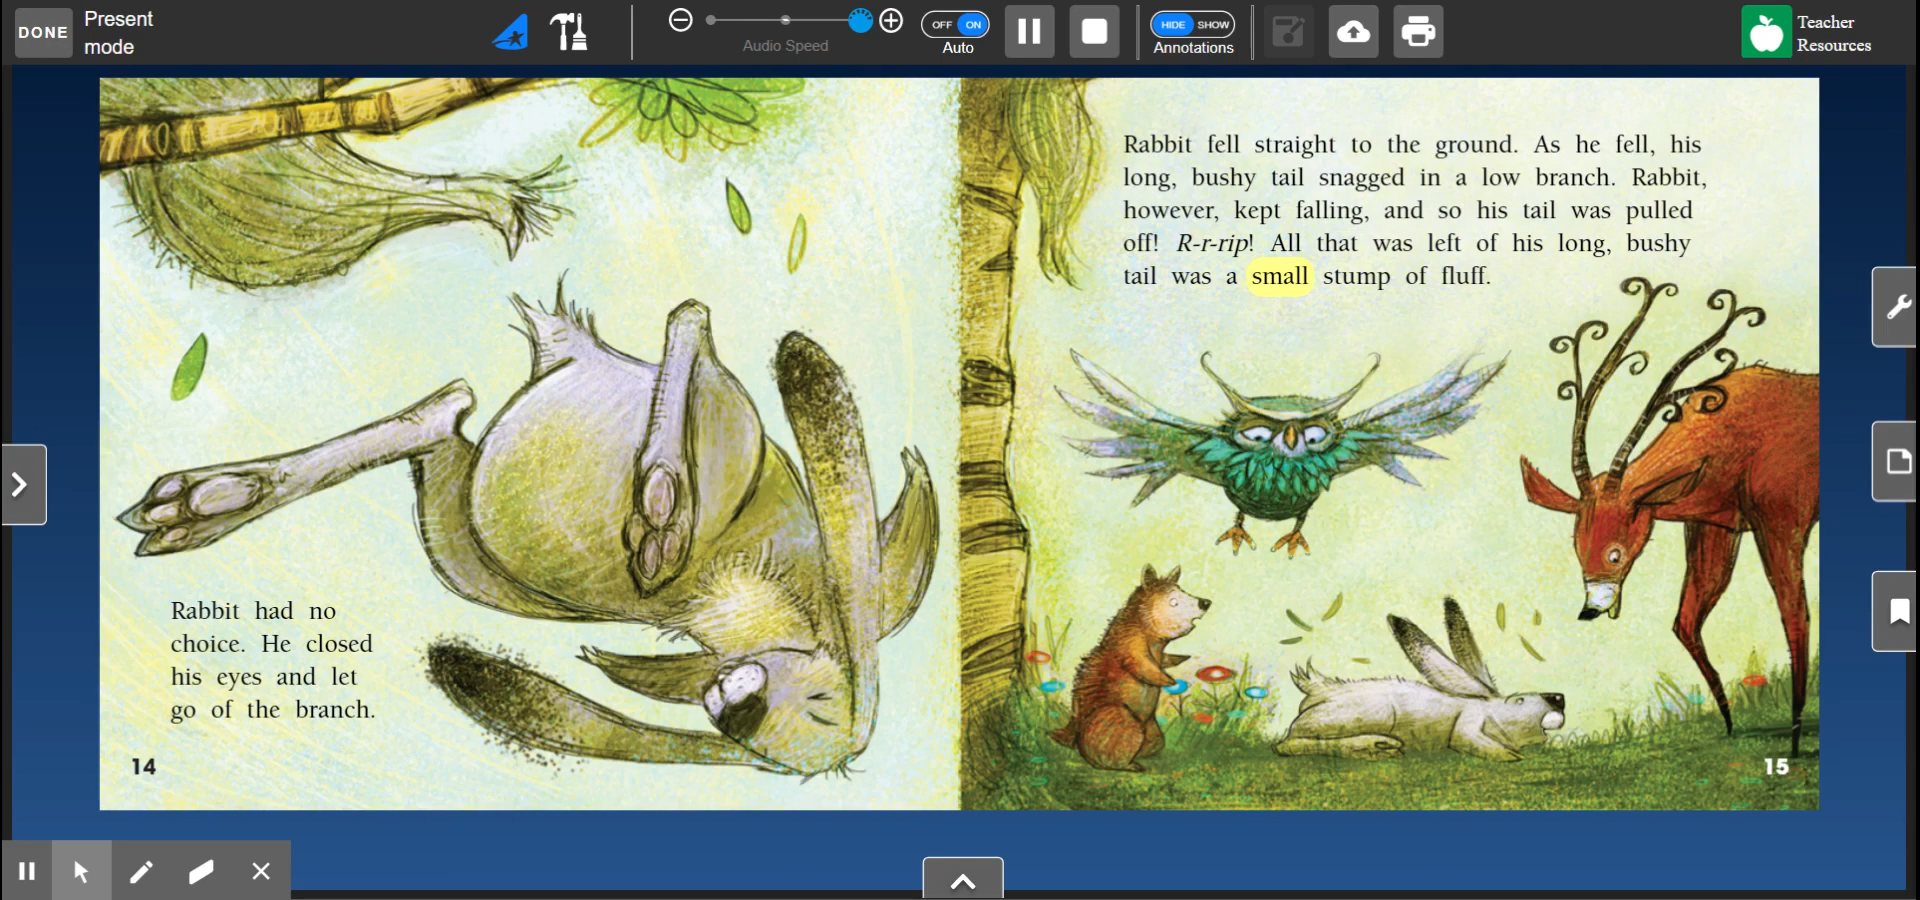 DONE
Present
mode
Audio Speed
OFF ON
Auto
HIDE SHOW
Annotations
Teacher
Resources
Rabbit had no
choice. He closed
his eyes and let
go of the branch.
14
Rabbit fell straight to the ground. As he fell, his
long, bushy tail snagged in a low branch. Rabbit,
however, kept falling, and so his tail was pulled
off! R-r-rip! All that was left of his long, bushy
tail was a small stump of fluff.
15